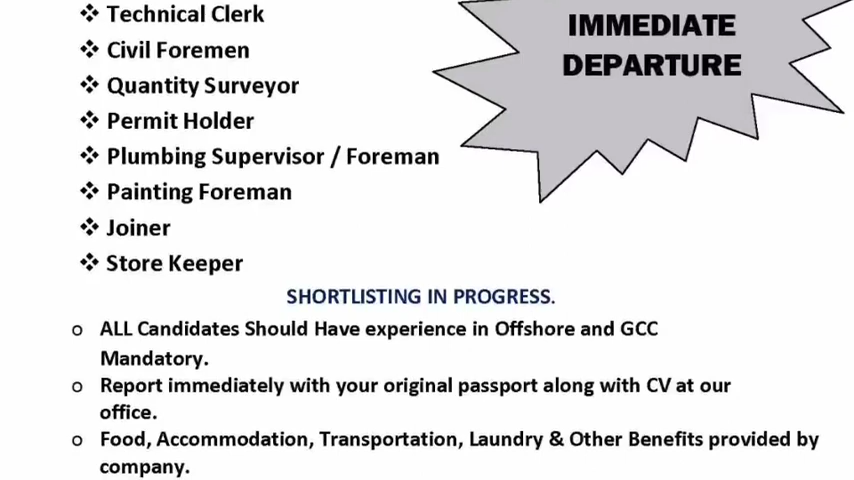 ❖ Technical Clerk
IMMEDIATE
❖ Civil Foremen
DEPARTURE
❖ Quantity Surveyor
❖ Permit Holder
❖ Plumbing Supervisor / Foreman
❖ Painting Foreman
❖ Joiner
❖ Store Keeper
SHORTLISTING IN PROGRESS.
o ALL Candidates Should Have experience in Offshore and GCC
Mandatory.
o Report immediately with your original passport along with CV at our
office.
o Food, Accommodation, Transportation, Laundry & Other Benefits provided by
company.